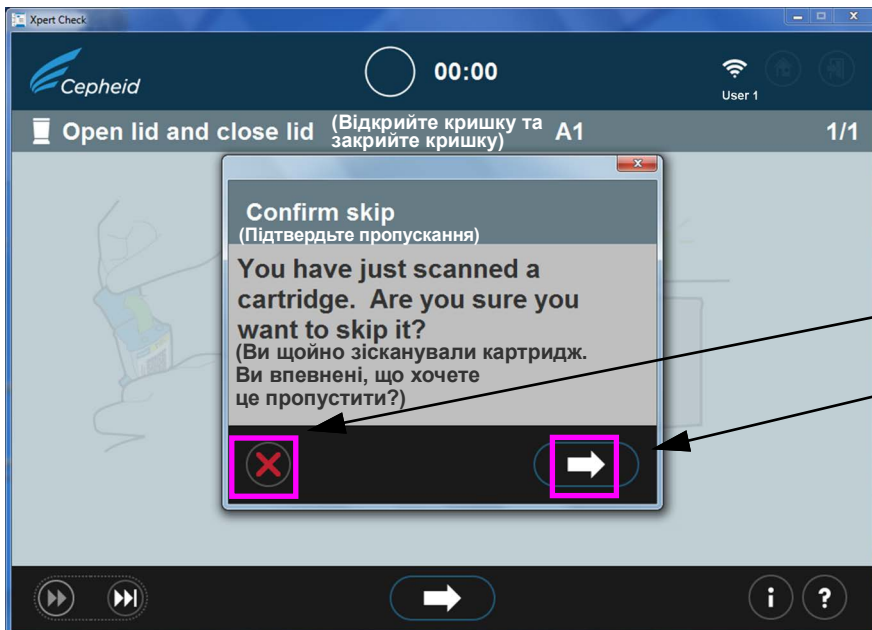 Xpert Check
Cepheid
00:00
User 1
Open lid and close lid (Відкрийте кришку та закрийте кришку) A1 1/1
Confirm skip
(Підтвердьте пропускання)
You have just scanned a
cartridge. Are you sure you
want to skip it?
(Ви щойно зісканували картридж.
Ви впевнені, що хочете
це пропустити?)
i ?